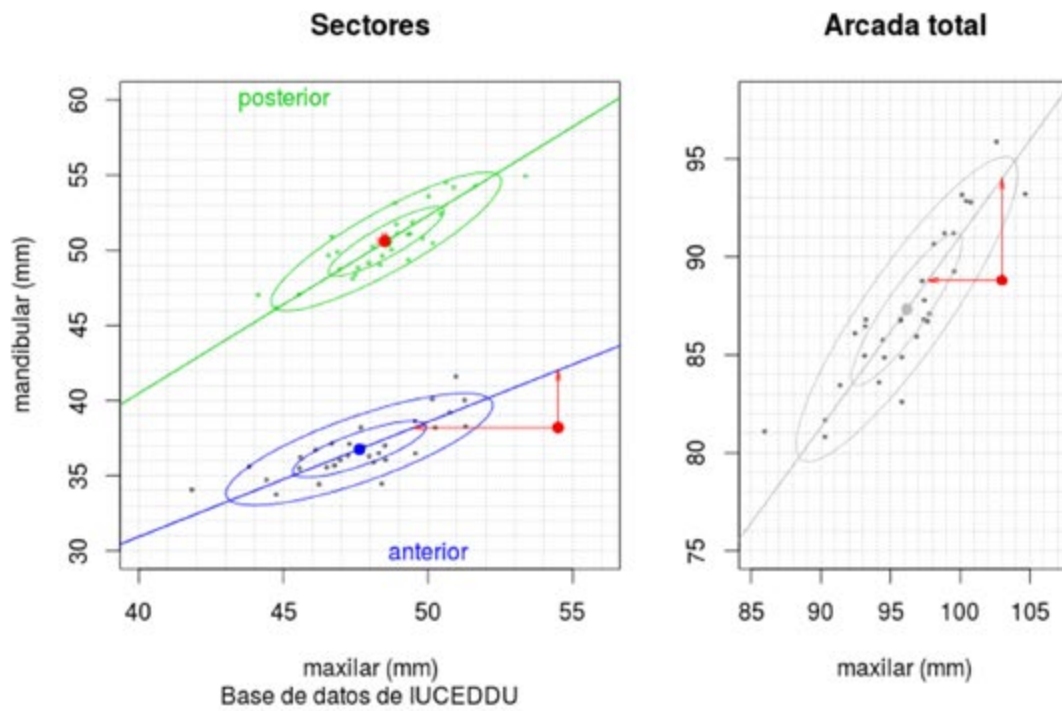 Sectores
Arcada total
mandibular (mm)
60
55
50
45
40
35
30
posterior
anterior
40 45 50 55
maxilar (mm)
Base de datos de IUCEDDU
95
90
85
80
75
85 90 95 100 105
maxilar (mm)